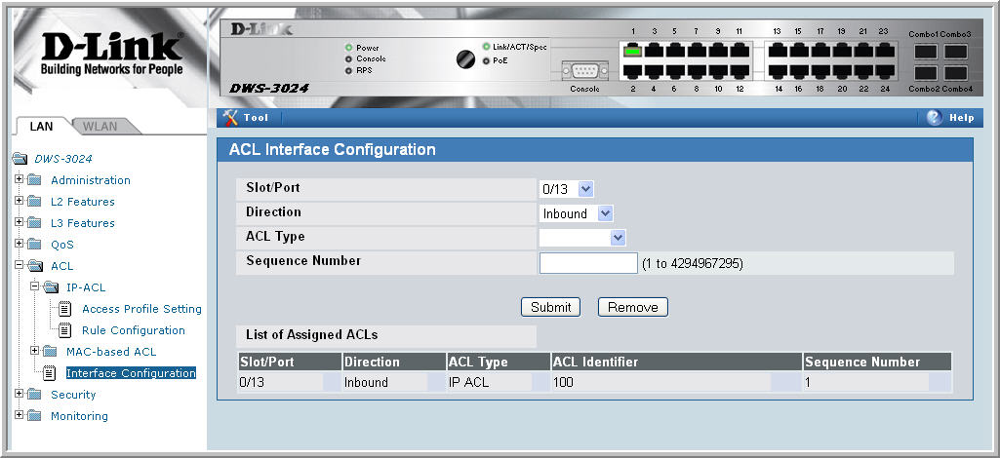 D-Link
Building Networks for People
D-Link
Power
Console
RPS
Link/ACT/Spec
PoE
DWS-3024
Console
1 3 5 7 9 11 13 15 17 19 21 23
2 4 6 8 10 12 14 16 18 20 22 24
Combo1 Combo3
Combo2 Combo4
LAN WLAN
Tool Help
DWS-3024
Administration
L2 Features
L3 Features
QoS
ACL
IP-ACL
Access Profile Setting
Rule Configuration
MAC-based ACL
Interface Configuration
Security
Monitoring
ACL Interface Configuration
Slot/Port 0/13
Direction Inbound
ACL Type
Sequence Number (1 to 4294967295)
Submit Remove
List of Assigned ACLs
Slot/Port Direction ACL Type ACL Identifier Sequence Number
0/13 Inbound IP ACL 100 1